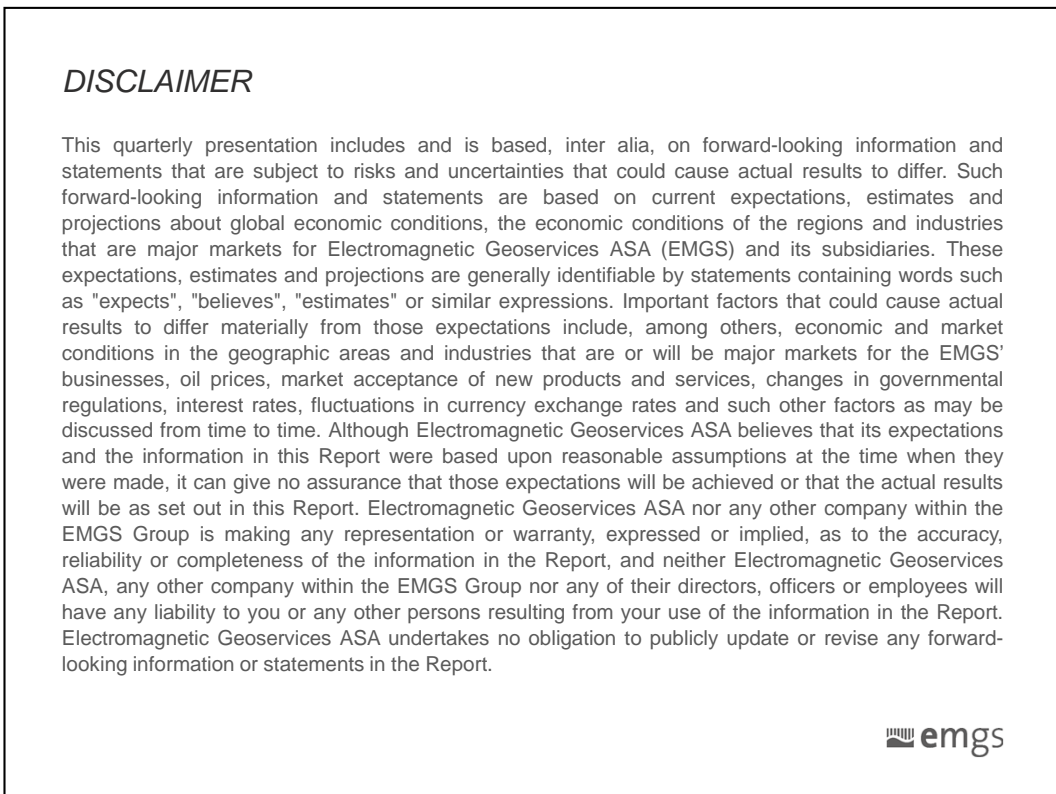 DISCLAIMER
This quarterly presentation includes and is based, inter alia, on forward-looking information and
statements that are subject to risks and uncertainties that could cause actual results to differ. Such
forward-looking information and statements are based on current expectations, estimates and
projections about global economic conditions, the economic conditions of the regions and industries
that are major markets for Electromagnetic Geoservices ASA (EMGS) and its subsidiaries. These
expectations, estimates and projections are generally identifiable by statements containing words such
as "expects", "believes", "estimates" or similar expressions. Important factors that could cause actual
results to differ materially from those expectations include, among others, economic and market
conditions in the geographic areas and industries that are or will be major markets for the EMGS’
businesses, oil prices, market acceptance of new products and services, changes in governmental
regulations, interest rates, fluctuations in currency exchange rates and such other factors as may be
discussed from time to time. Although Electromagnetic Geoservices ASA believes that its expectations
and the information in this Report were based upon reasonable assumptions at the time when they
were made, it can give no assurance that those expectations will be achieved or that the actual results
will be as set out in this Report. Electromagnetic Geoservices ASA nor any other company within the
EMGS Group is making any representation or warranty, expressed or implied, as to the accuracy,
reliability or completeness of the information in the Report, and neither Electromagnetic Geoservices
ASA, any other company within the EMGS Group nor any of their directors, officers or employees will
have any liability to you or any other persons resulting from your use of the information in the Report.
Electromagnetic Geoservices ASA undertakes no obligation to publicly update or revise any forward-
looking information or statements in the Report.
emgs